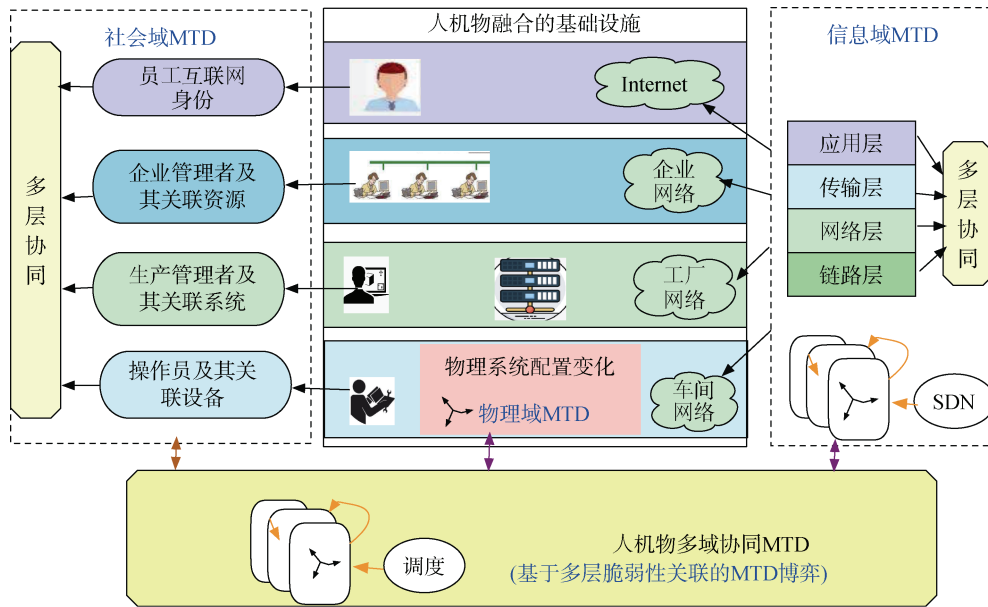 社会域MTD
人机物融合的基础设施
信息域MTD
多层协同
员工互联网
身份
企业管理者及
其关联资源
生产管理者及
其关联系统
操作员及其关
联设备
Internet
企业
网络
工厂
网络
物理系统配置变化
物理域MTD
车间
网络
应用层
传输层
网络层
链路层
多层协同
SDN
调度
人机物多域协同MTD
(基于多层脆弱性关联的MTD博弈)